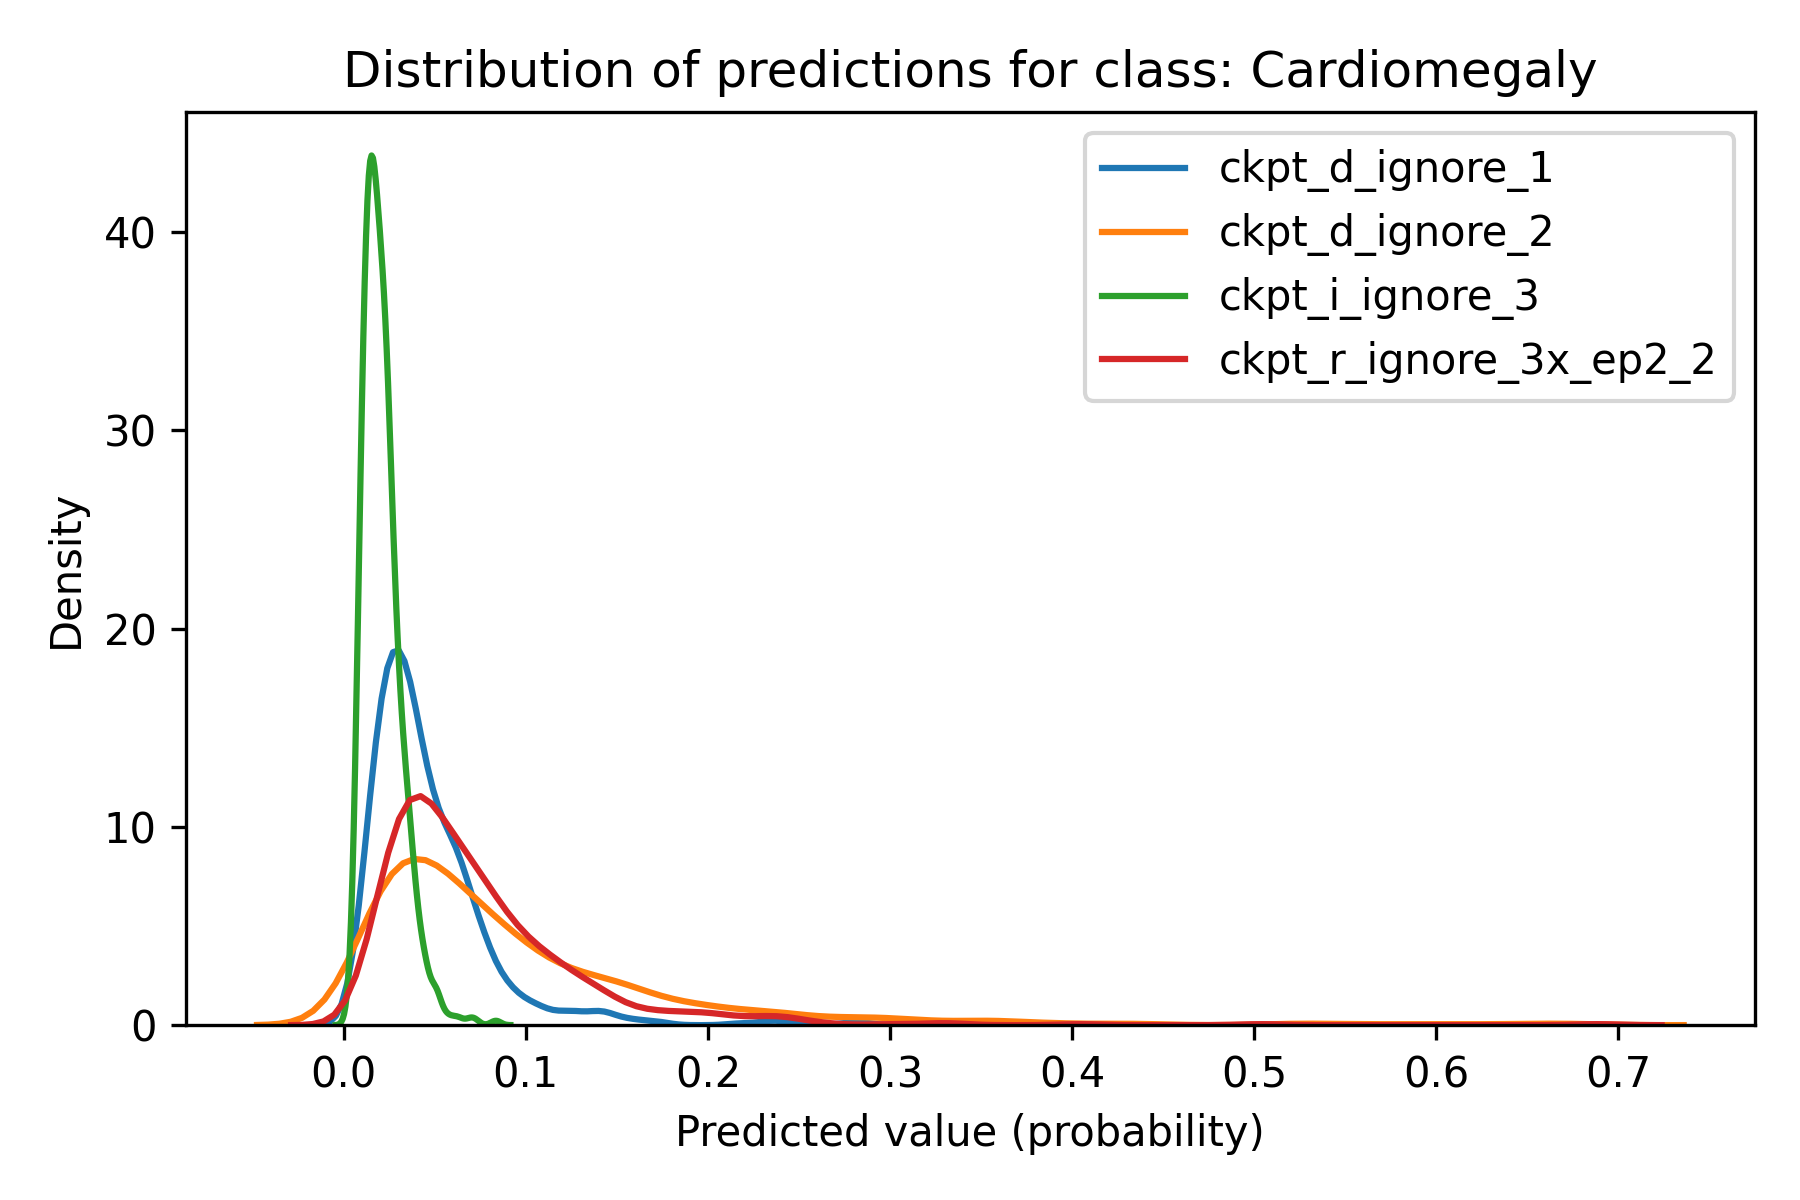 Distribution of predictions for class: Cardiomegaly
ckpt_d_ignore_1
ckpt_d_ignore_2
ckpt_i_ignore_3
ckpt_r_ignore_3x_ep2_2
Density
40
30
20
10
0
0.0 0.1 0.2 0.3 0.4 0.5 0.6 0.7
Predicted value (probability)